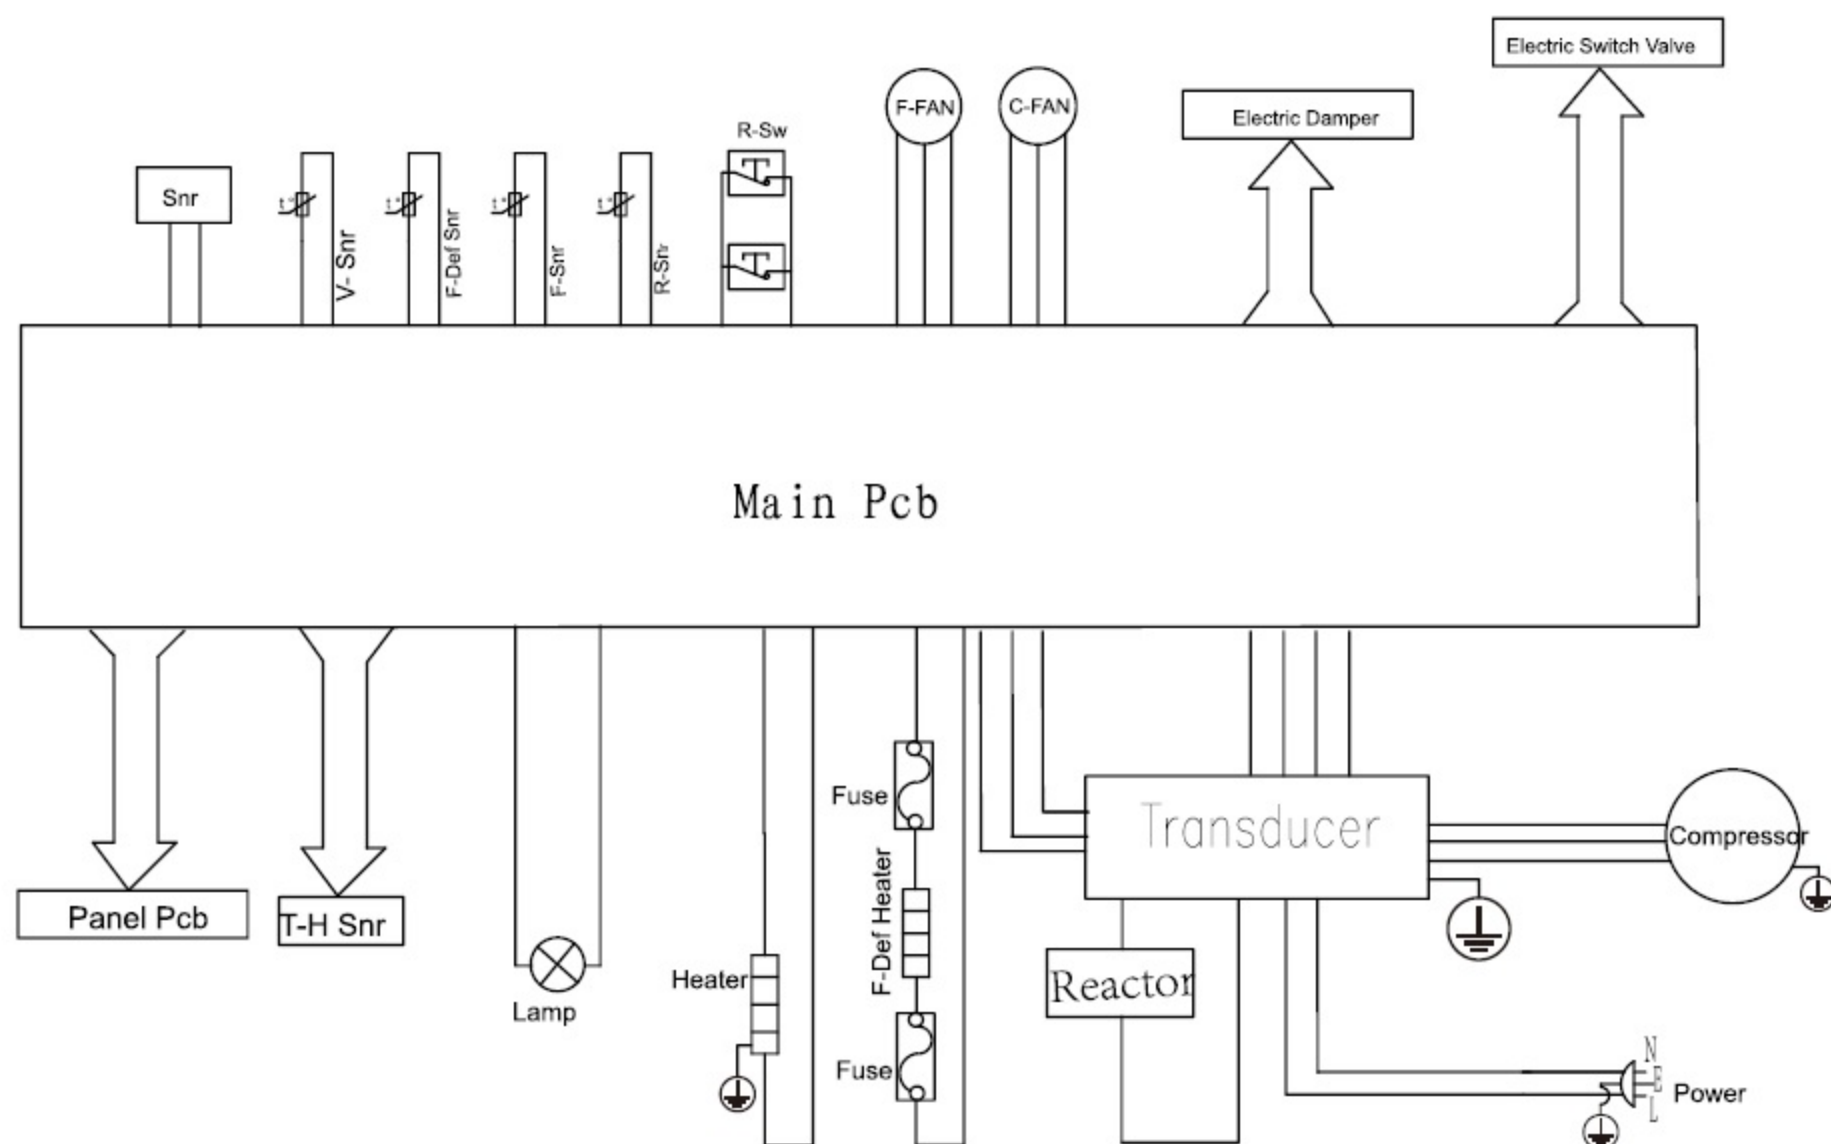 Electric Switch Valve
F-FAN
C-FAN
Electric Damper
R-Sw
Snr
t°
V- Snr
t°
F-Def Snr
t°
F-Snr
t°
R-Snr
Main Pcb
Fuse
Transducer
Compressor
F-Def Heater
Panel Pcb
T-H Snr
Heater
Reactor
Lamp
Fuse
N
E
L
Power